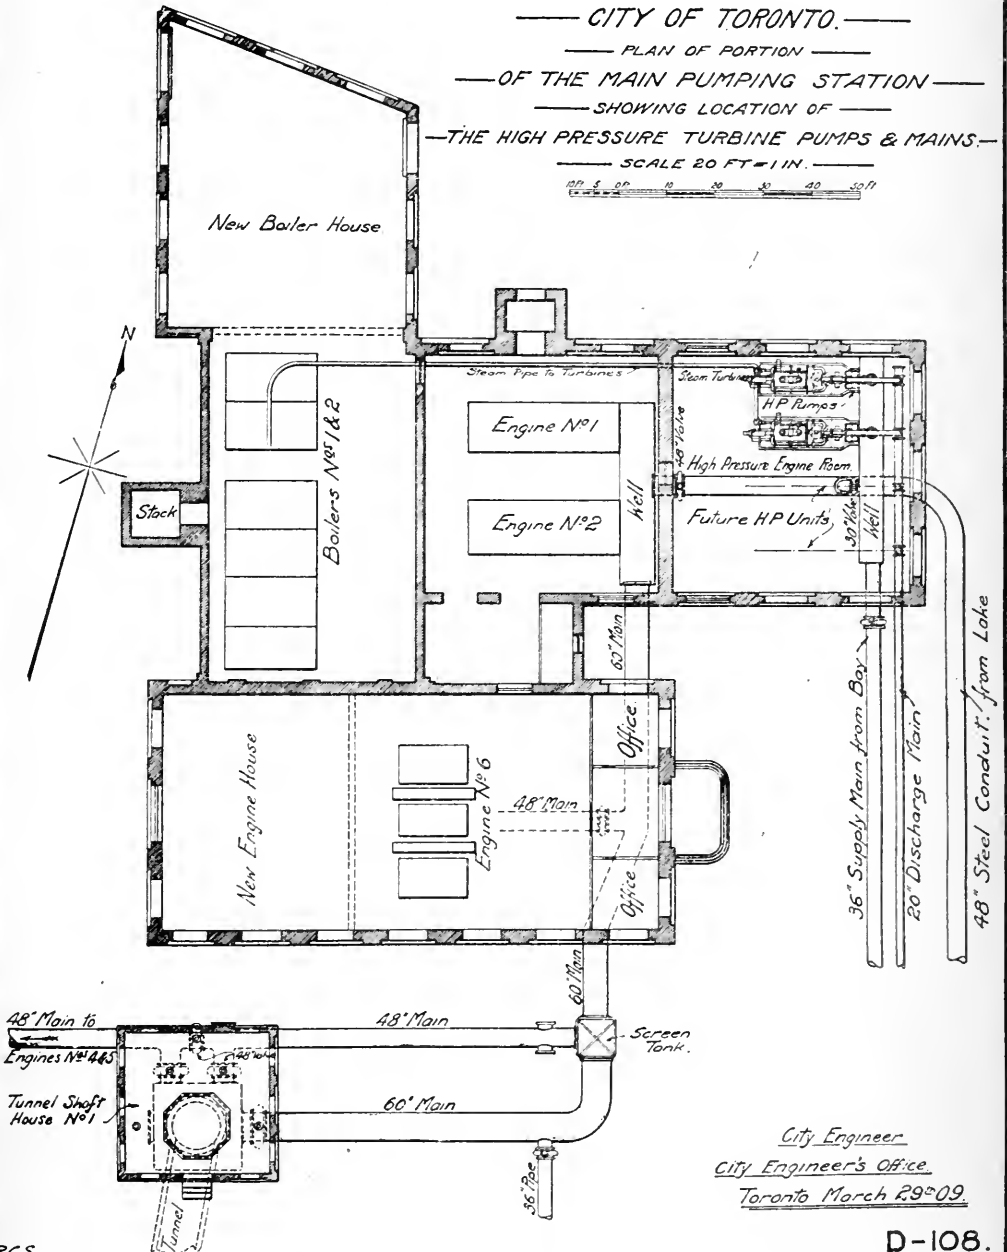 CITY OF TORONTO.
PLAN OF PORTION
OF THE MAIN PUMPING STATION
SHOWING LOCATION OF
THE HIGH PRESSURE TURBINE PUMPS & MAINS.
SCALE 20 FT = 1 IN.
10 Ft 5 0 Ft 10 20 30 40 50 Ft
New Boiler House
N
Steam Pipe To Turbines
Steam Turbines
H P Pumps
Engine Nº 1
48" Valve
Boilers Nos 1 & 2
High Pressure Engine Room.
Stack
Engine Nº 2
Well
Future HP Units
30" Valve
Well
60" Main
Office
New Engine House
Engine Nº 6
48" Main
Office
36" Supply Main from Bay
20" Discharge Main
48" Steel Conduit from Lake
60" Main
48" Main to
Engines Nos 4&5
48" Main
48" Valve
Screen
Tank.
Tunnel Shaft
House Nº 1
60" Main
36" Pipe
Tunnel
City Engineer
City Engineer's Office.
Toronto March 29th 09.
D-108.